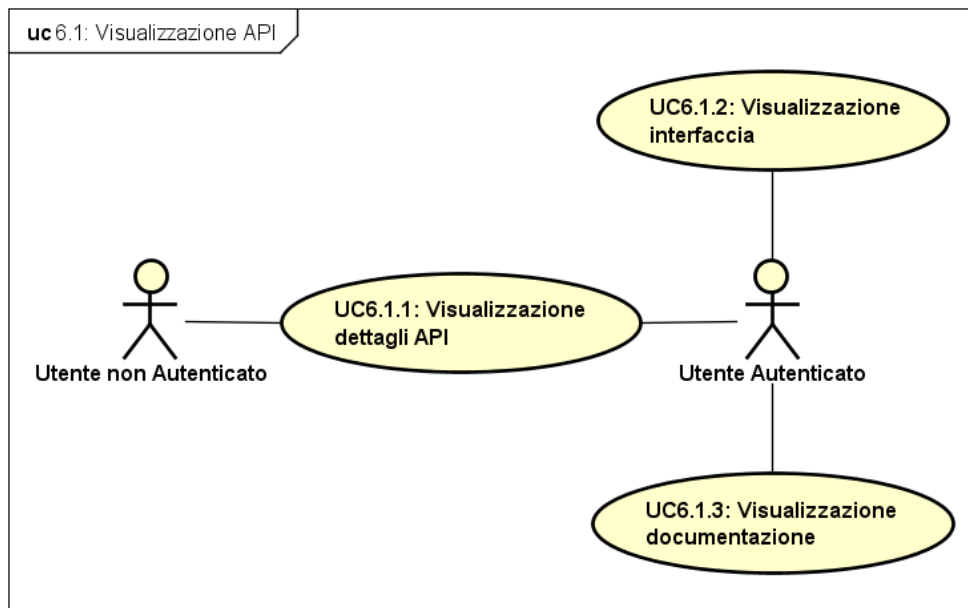 uc 6.1: Visualizzazione API
UC6.1.2: Visualizzazione
interfaccia
UC6.1.1: Visualizzazione
dettagli API
Utente non Autenticato
Utente Autenticato
UC6.1.3: Visualizzazione
documentazione